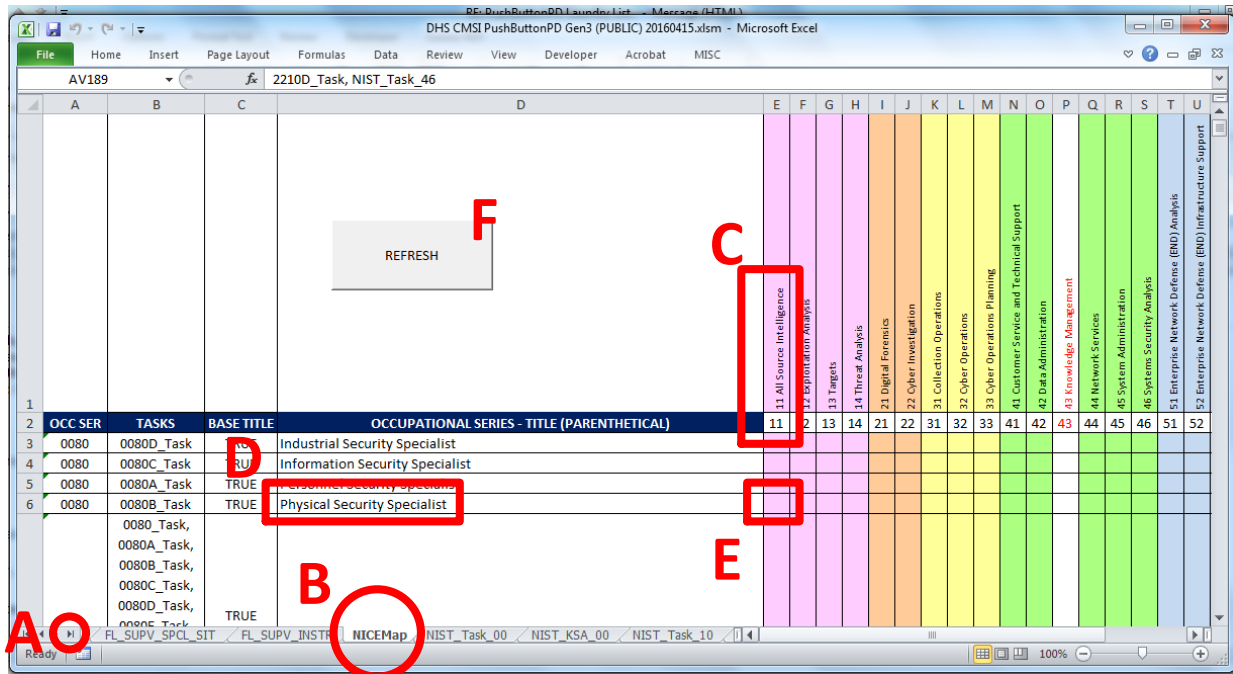 RE: PushButtonPD Laundry List - Message (HTML)
DHS CMSI PushButtonPD Gen3 (PUBLIC) 20160415.xlsm - Microsoft Excel
File Home Insert Page Layout Formulas Data Review View Developer Acrobat MISC
AV189 fx 2210D_Task, NIST_Task_46
A B C D E F G H I J K L M N O P Q R S T U
F
REFRESH
C
11 All Source Intelligence
12 Exploitation Analysis
13 Targets
14 Threat Analysis
21 Digital Forensics
22 Cyber Investigation
31 Collection Operations
32 Cyber Operations
33 Cyber Operations Planning
41 Customer Service and Technical Support
42 Data Administration
43 Knowledge Management
44 Network Services
45 System Administration
46 Systems Security Analysis
51 Enterprise Network Defense (END) Analysis
52 Enterprise Network Defense (END) Infrastructure Support
1
2 OCC SER TASKS BASE TITLE OCCUPATIONAL SERIES - TITLE (PARENTHETICAL) 11 2 13 14 21 22 31 32 33 41 42 43 44 45 46 51 52
3 0080 0080D_Task TRUE Industrial Security Specialist
4 0080 0080C_Task TRUE Information Security Specialist
D
5 0080 0080A_Task TRUE Personnel Security Specialist
6 0080 0080B_Task TRUE Physical Security Specialist
0080_Task,
0080A_Task,
0080B_Task,
E
0080C_Task,
B
0080D_Task,
TRUE
0080E_Task
A
FL_SUPV_SPCL_SIT FL_SUPV_INSTR NICEMap NIST_Task_00 NIST_KSA_00 NIST_Task_10
Ready 100%